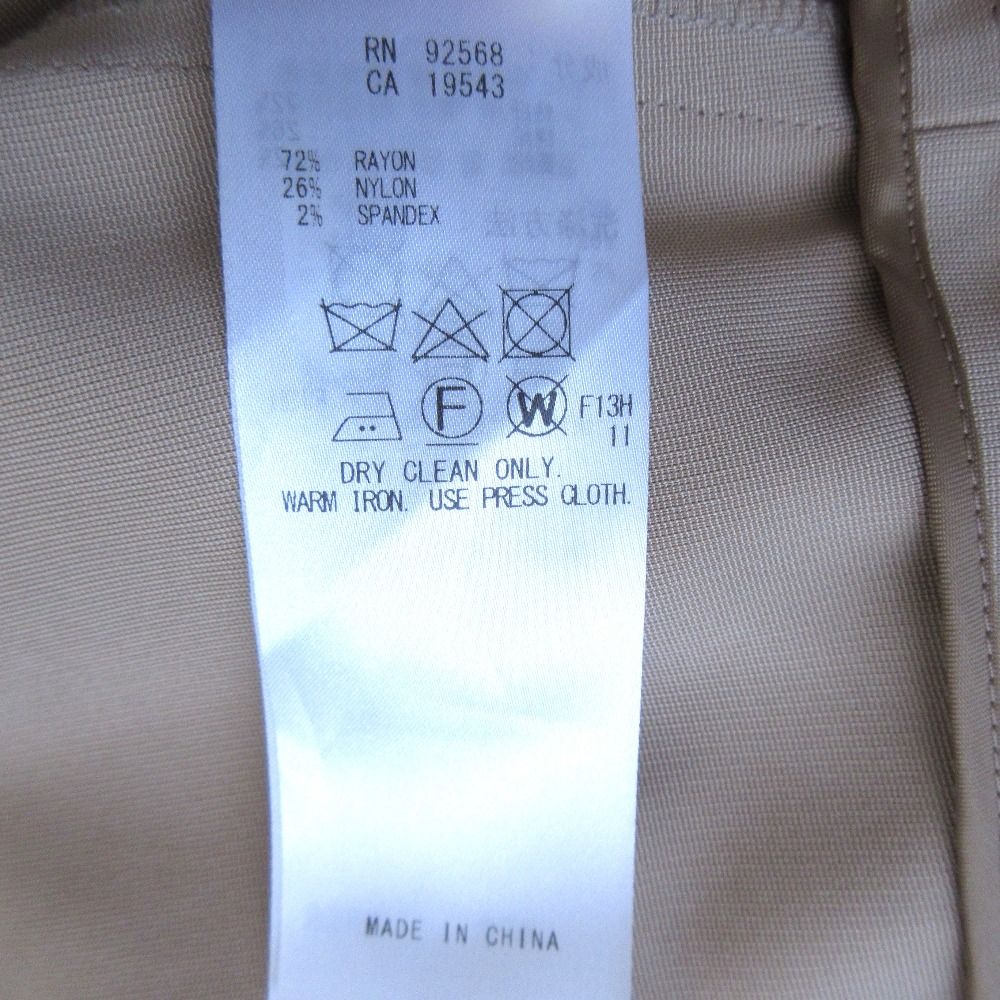 RN 92568
CA 19543
72% RAYON
26% NYLON
2% SPANDEX
F W F13H
11
DRY CLEAN ONLY.
WARM IRON. USE PRESS CLOTH.
MADE IN CHINA